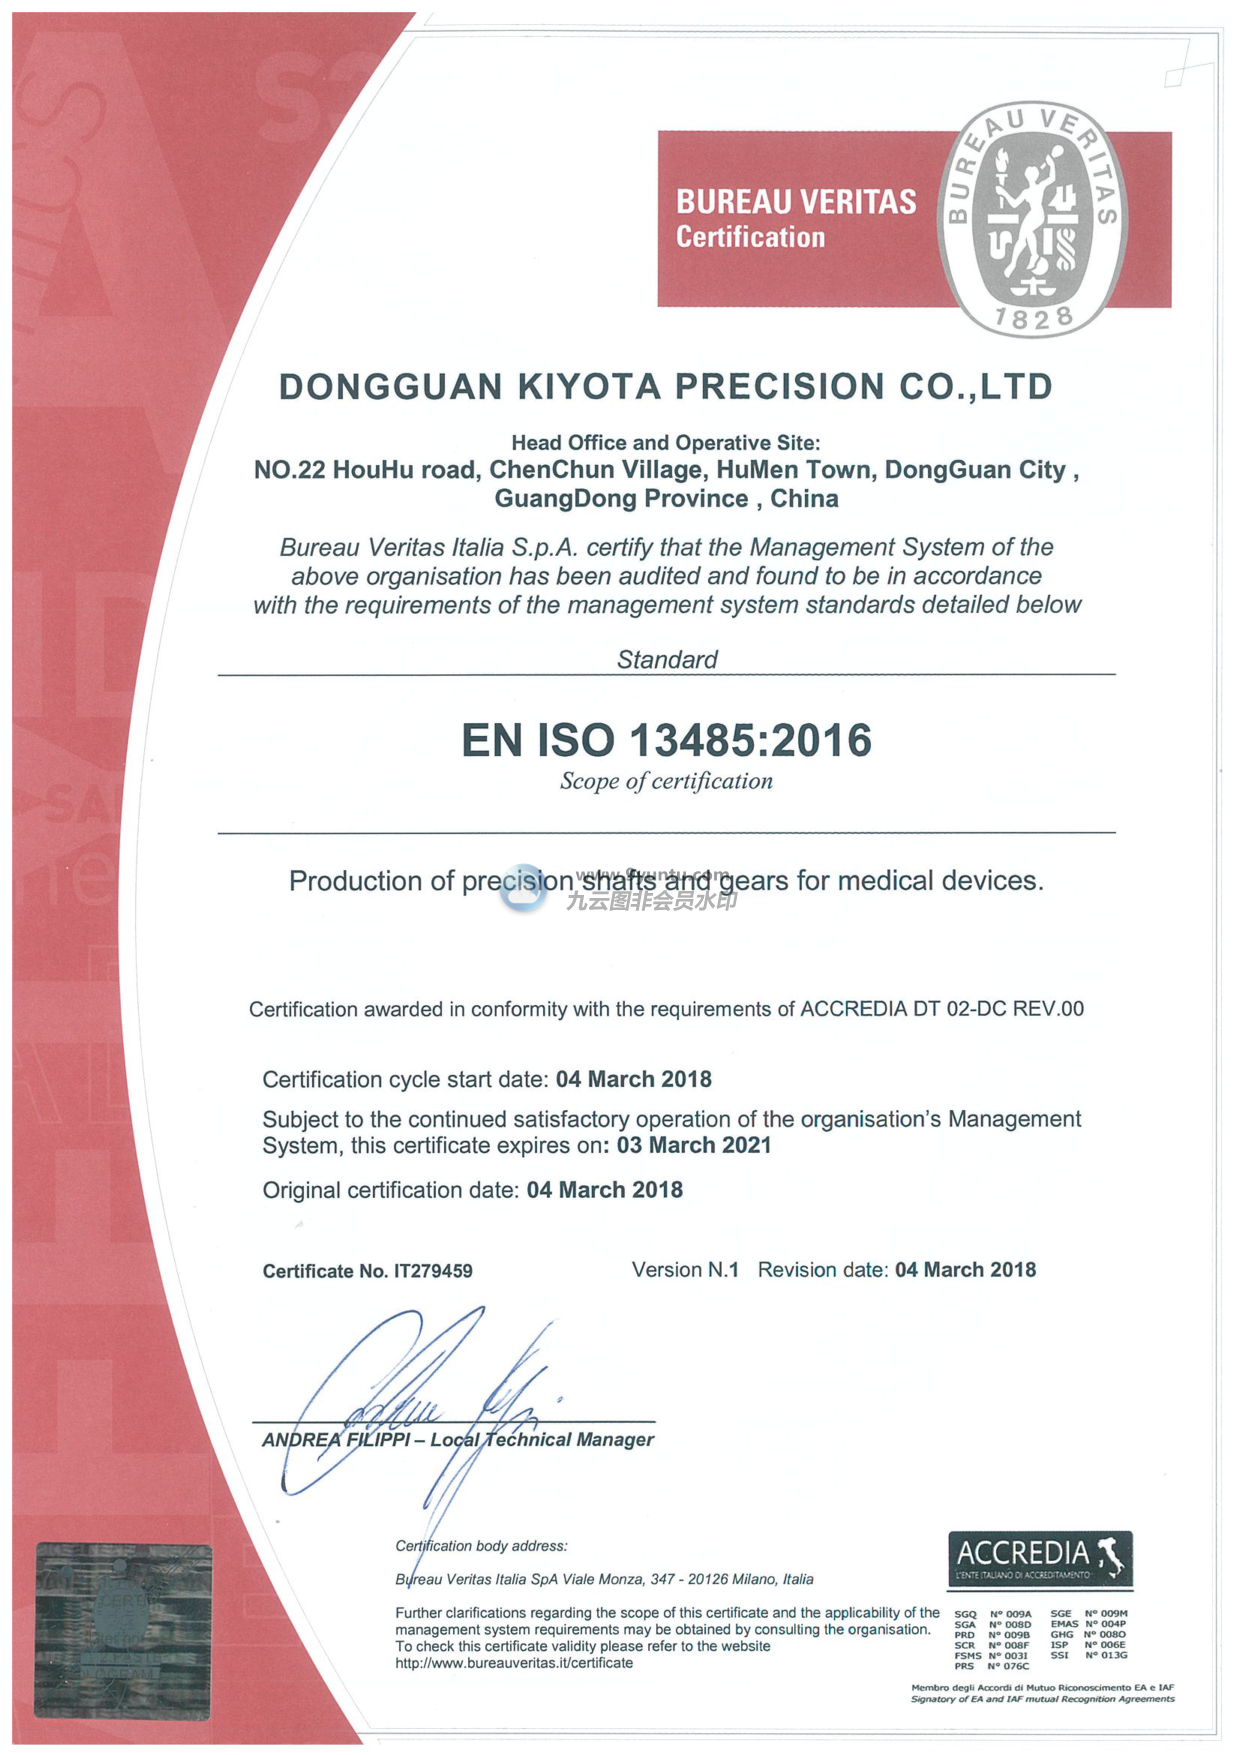 BUREAU VERITAS
Certification
BUREAU VERITAS
1828
DONGGUAN KIYOTA PRECISION CO.,LTD
Head Office and Operative Site:
NO.22 HouHu road, ChenChun Village, HuMen Town, DongGuan City ,
GuangDong Province , China
Bureau Veritas Italia S.p.A. certify that the Management System of the
above organisation has been audited and found to be in accordance
with the requirements of the management system standards detailed below
Standard
EN ISO 13485:2016
Scope of certification
Production of precision shafts and gears for medical devices.
www.9yuntu.com
九云图非会员水印
Certification awarded in conformity with the requirements of ACCREDIA DT 02-DC REV.00
Certification cycle start date: 04 March 2018
Subject to the continued satisfactory operation of the organisation's Management
System, this certificate expires on: 03 March 2021
Original certification date: 04 March 2018
Certificate No. IT279459 Version N.1 Revision date: 04 March 2018
ANDREA FILIPPI – Local Technical Manager
Certification body address:
Bureau Veritas Italia SpA Viale Monza, 347 - 20126 Milano, Italia
Further clarifications regarding the scope of this certificate and the applicability of the
management system requirements may be obtained by consulting the organisation.
To check this certificate validity please refer to the website
http://www.bureauveritas.it/certificate
ACCREDIA
L'ENTE ITALIANO DI ACCREDITAMENTO
SGQ N° 009A SGE N° 009M
SGA N° 008D EMAS N° 004P
PRD N° 009B GHG N° 008O
SCR N° 008F ISP N° 006E
FSMS N° 003I SSI N° 013G
PRS N° 076C
Membro degli Accordi di Mutuo Riconoscimento EA e IAF
Signatory of EA and IAF mutual Recognition Agreements